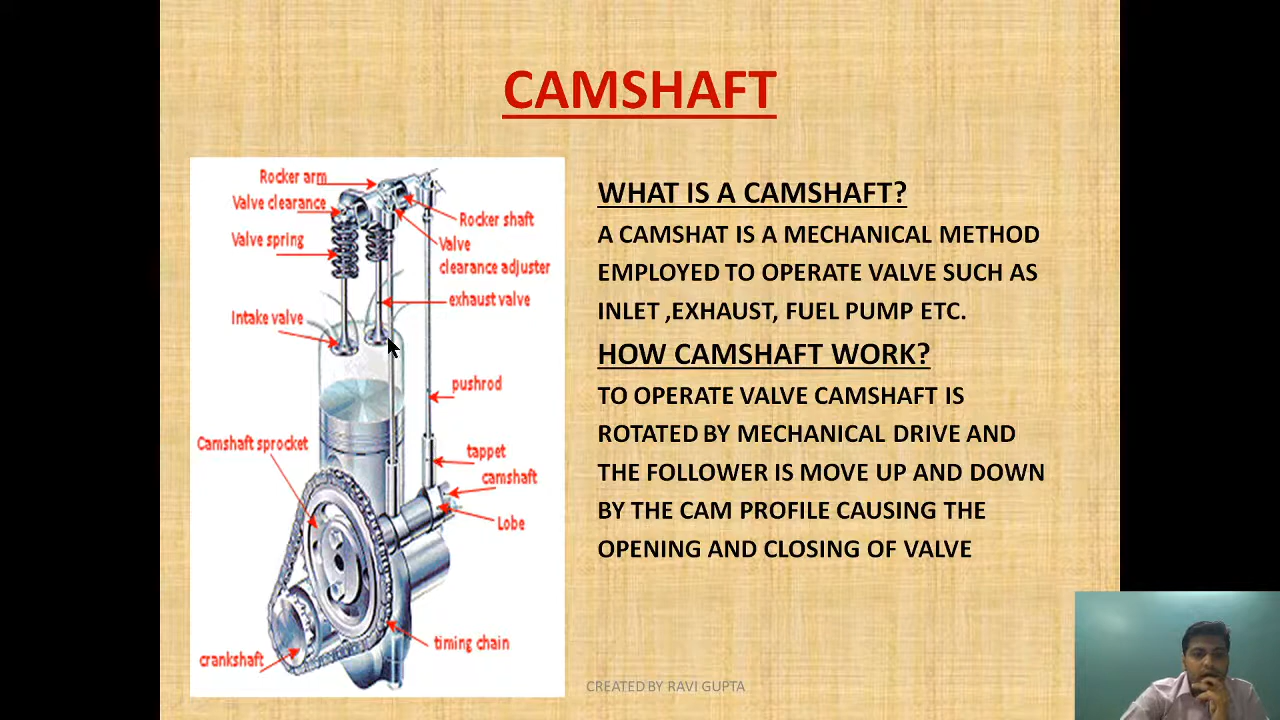 CAMSHAFT
Rocker arm
Valve clearance
Valve spring
Rocker shaft
Valve
clearance adjuster
exhaust valve
Intake valve
pushrod
Camshaft sprocket
tappet
camshaft
Lobe
timing chain
crankshaft
WHAT IS A CAMSHAFT?
A CAMSHAT IS A MECHANICAL METHOD
EMPLOYED TO OPERATE VALVE SUCH AS
INLET ,EXHAUST, FUEL PUMP ETC.
HOW CAMSHAFT WORK?
TO OPERATE VALVE CAMSHAFT IS
ROTATED BY MECHANICAL DRIVE AND
THE FOLLOWER IS MOVE UP AND DOWN
BY THE CAM PROFILE CAUSING THE
OPENING AND CLOSING OF VALVE
CREATED BY RAVI GUPTA